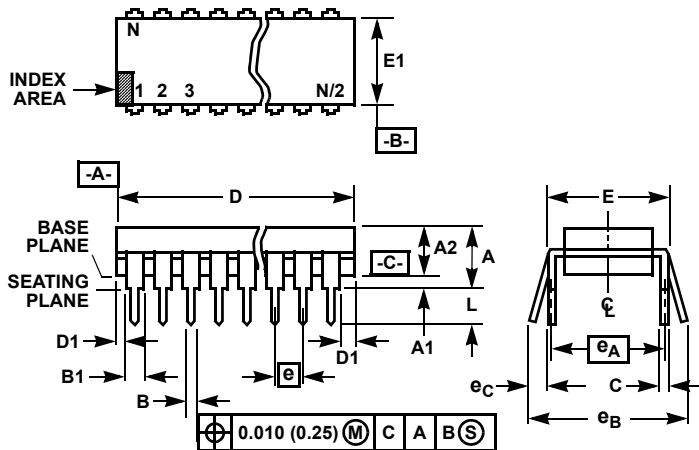 N
E1
INDEX
AREA
1 2 3 N/2
-B-
-A-
D
E
BASE
PLANE
A2
A
-C-
SEATING
PLANE
L
CL
D1
A1
D1
B1
e
eA
B
eC
C
eB
0.010 (0.25) M C A B S